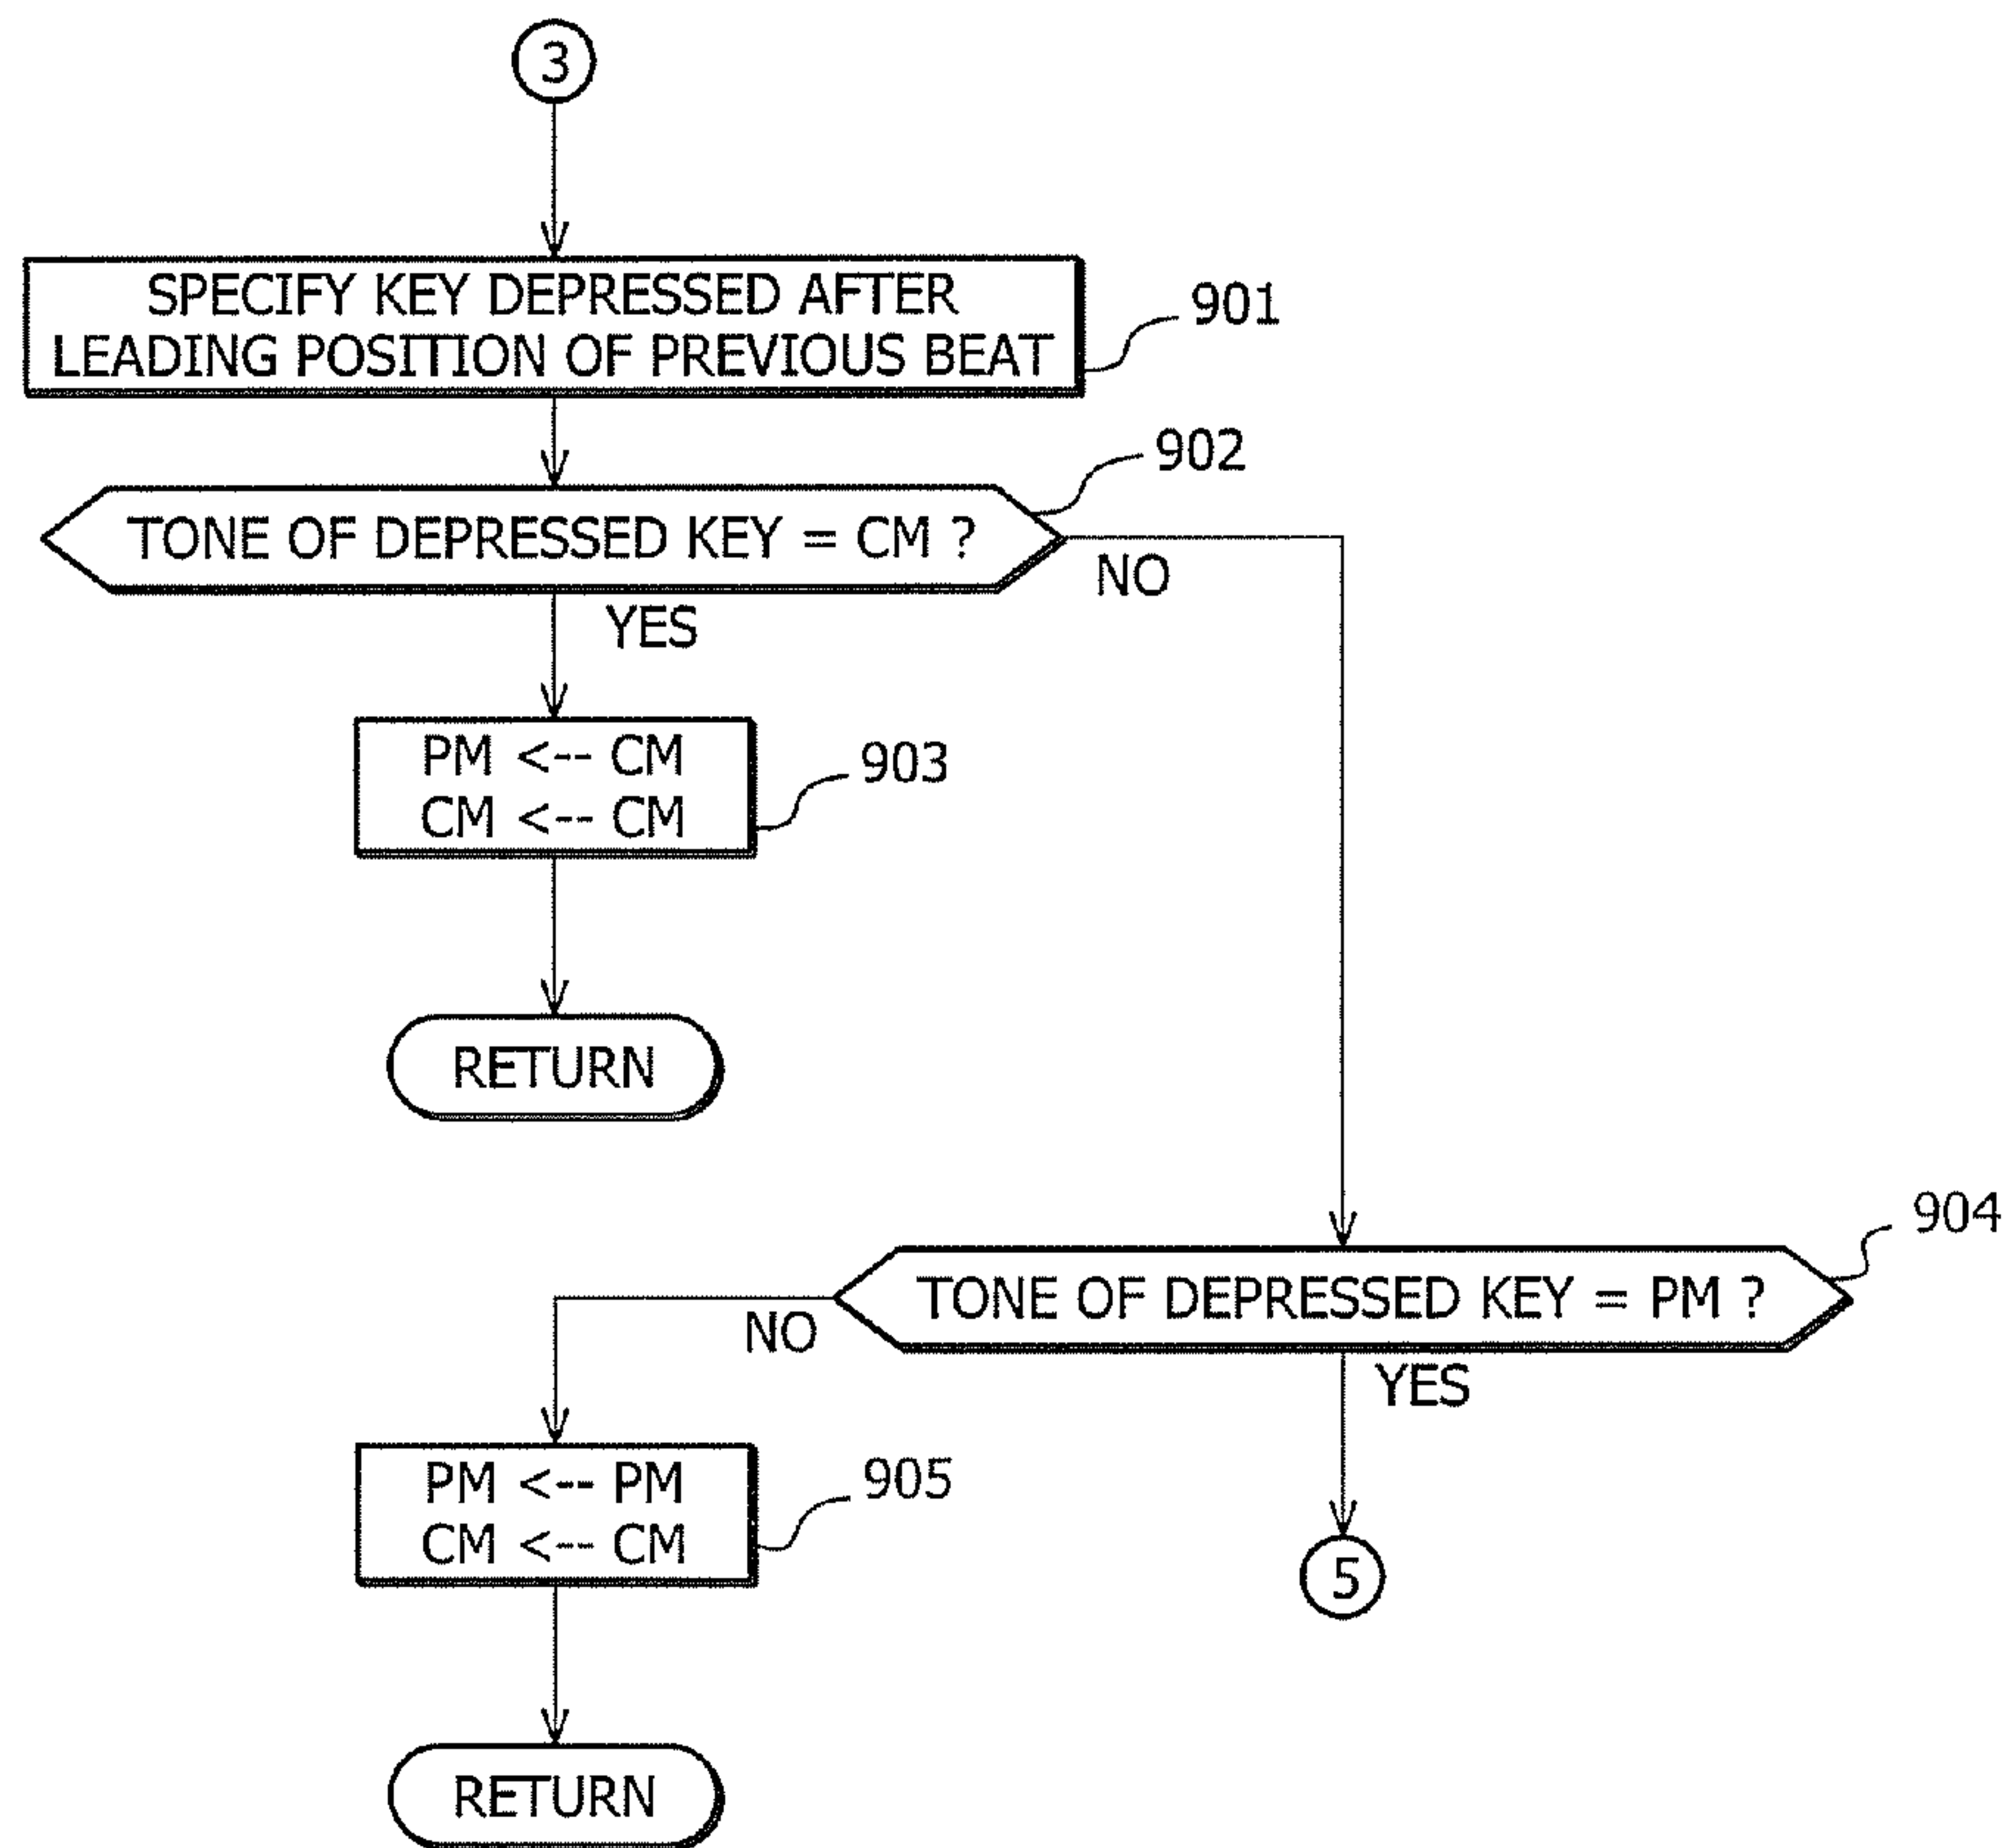 3
SPECIFY KEY DEPRESSED AFTER
LEADING POSITION OF PREVIOUS BEAT
901
902
TONE OF DEPRESSED KEY = CM ?
NO
YES
PM <-- CM
CM <-- CM
903
RETURN
904
TONE OF DEPRESSED KEY = PM ?
NO
YES
PM <-- PM
CM <-- CM
905
5
RETURN